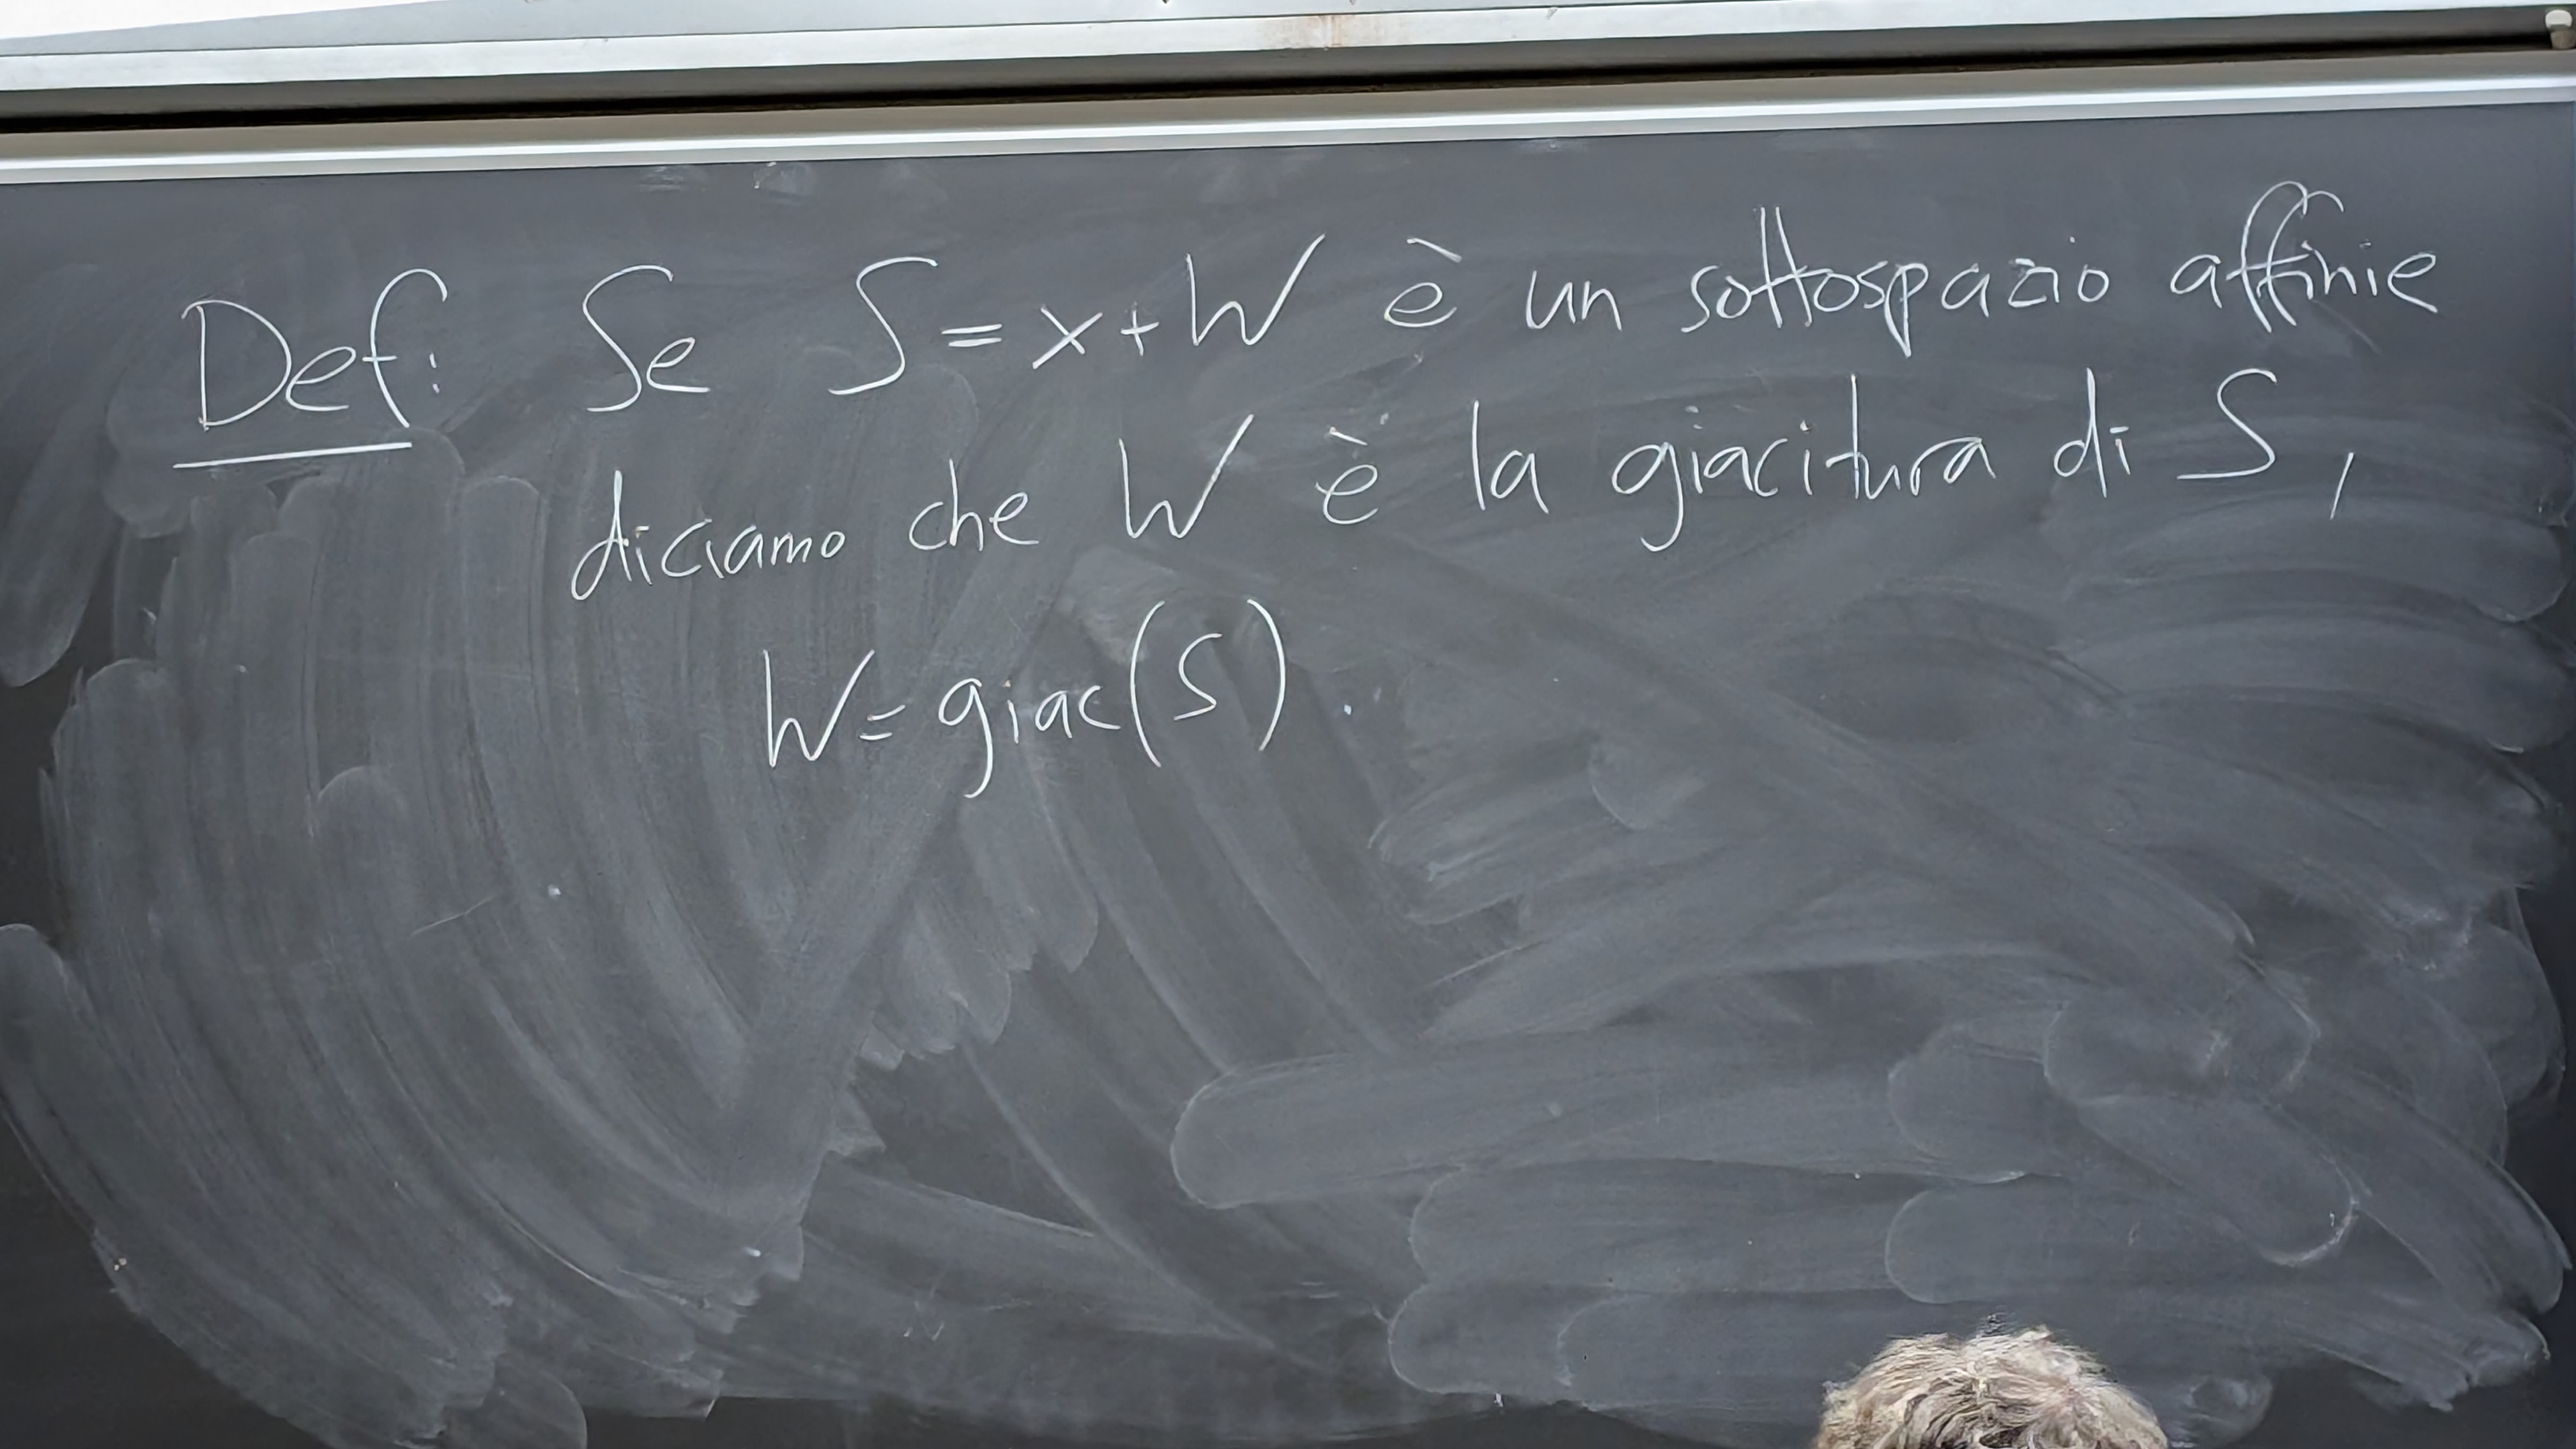 Def: Se S = x + W è un sottospazio affinie
diciamo che W è la giacitura di S,
W = giac(S).